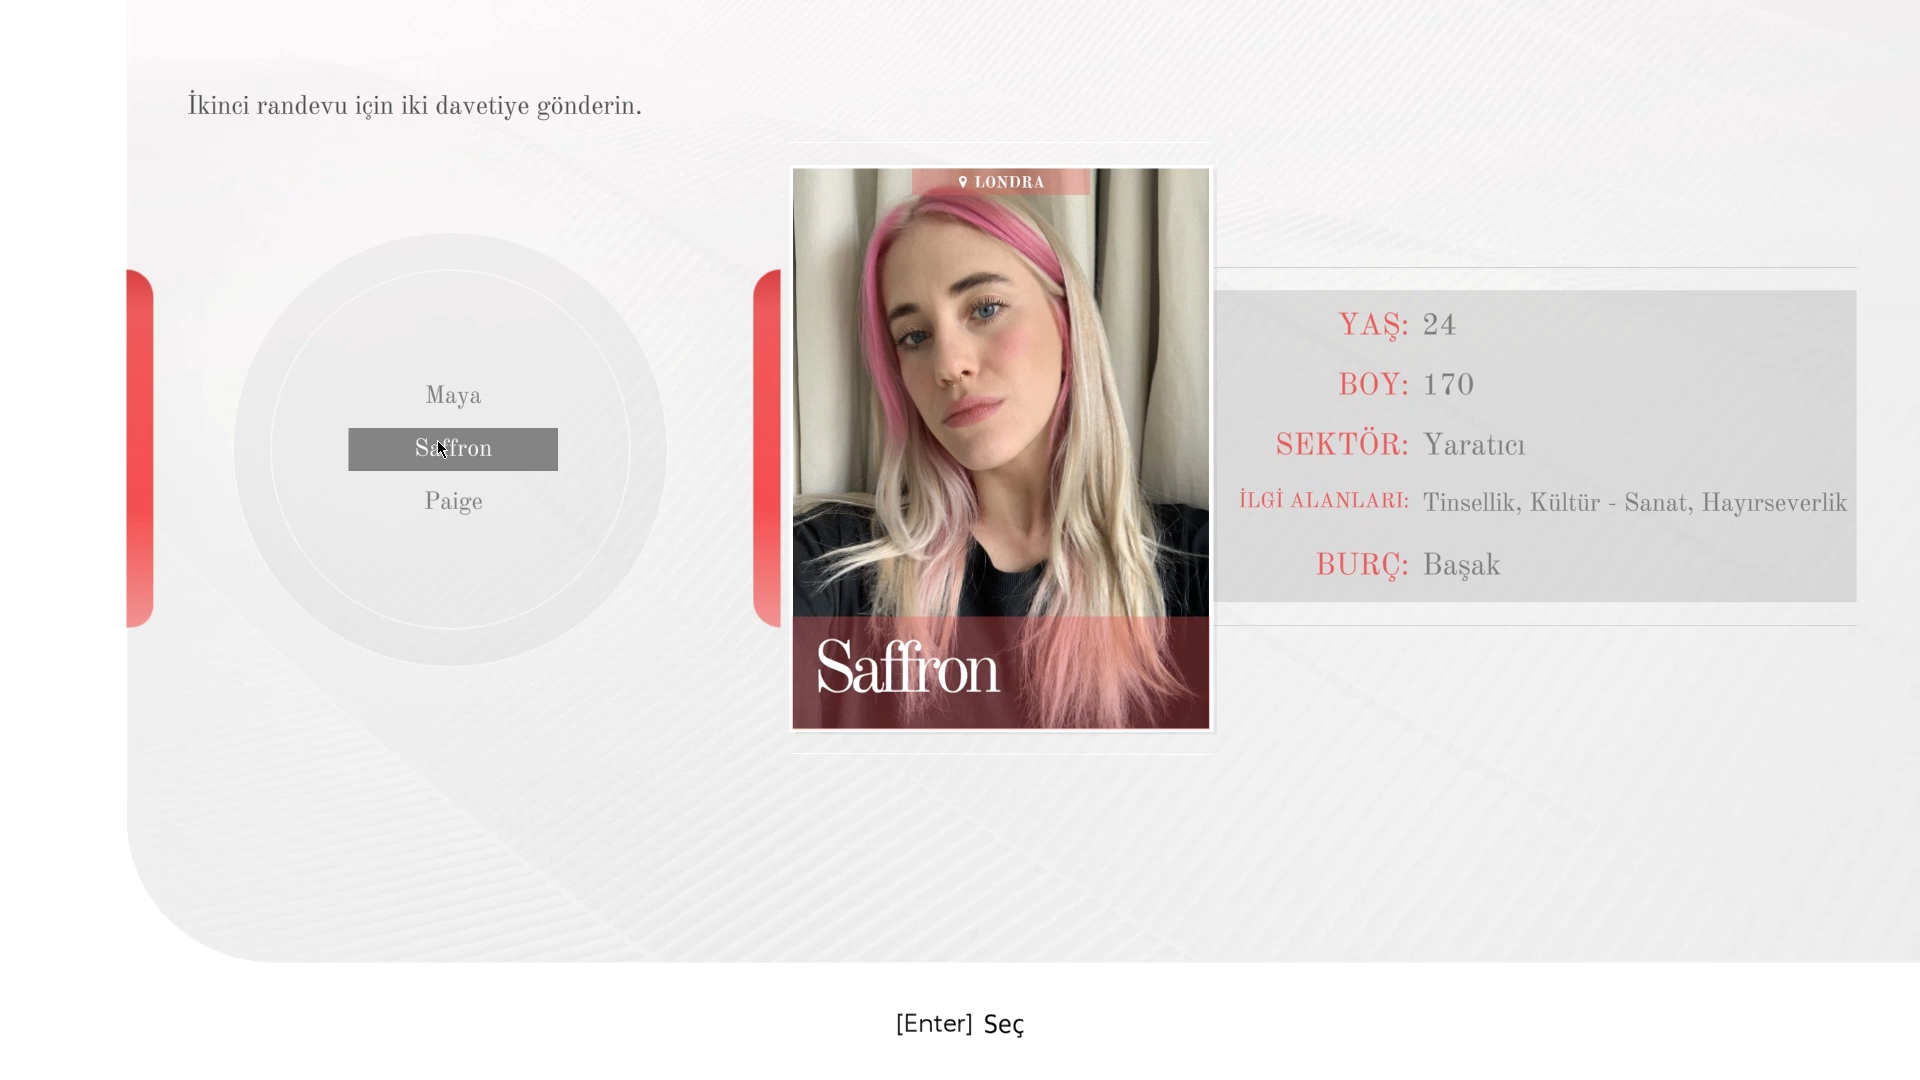 İkinci randevu için iki davetiye gönderin.
Maya
Saffron
Paige
LONDRA
Saffron
YAŞ: 24
BOY: 170
SEKTÖR: Yaratıcı
İLGİ ALANLARI: Tinsellik, Kültür - Sanat, Hayırseverlik
BURÇ: Başak
[Enter] Seç